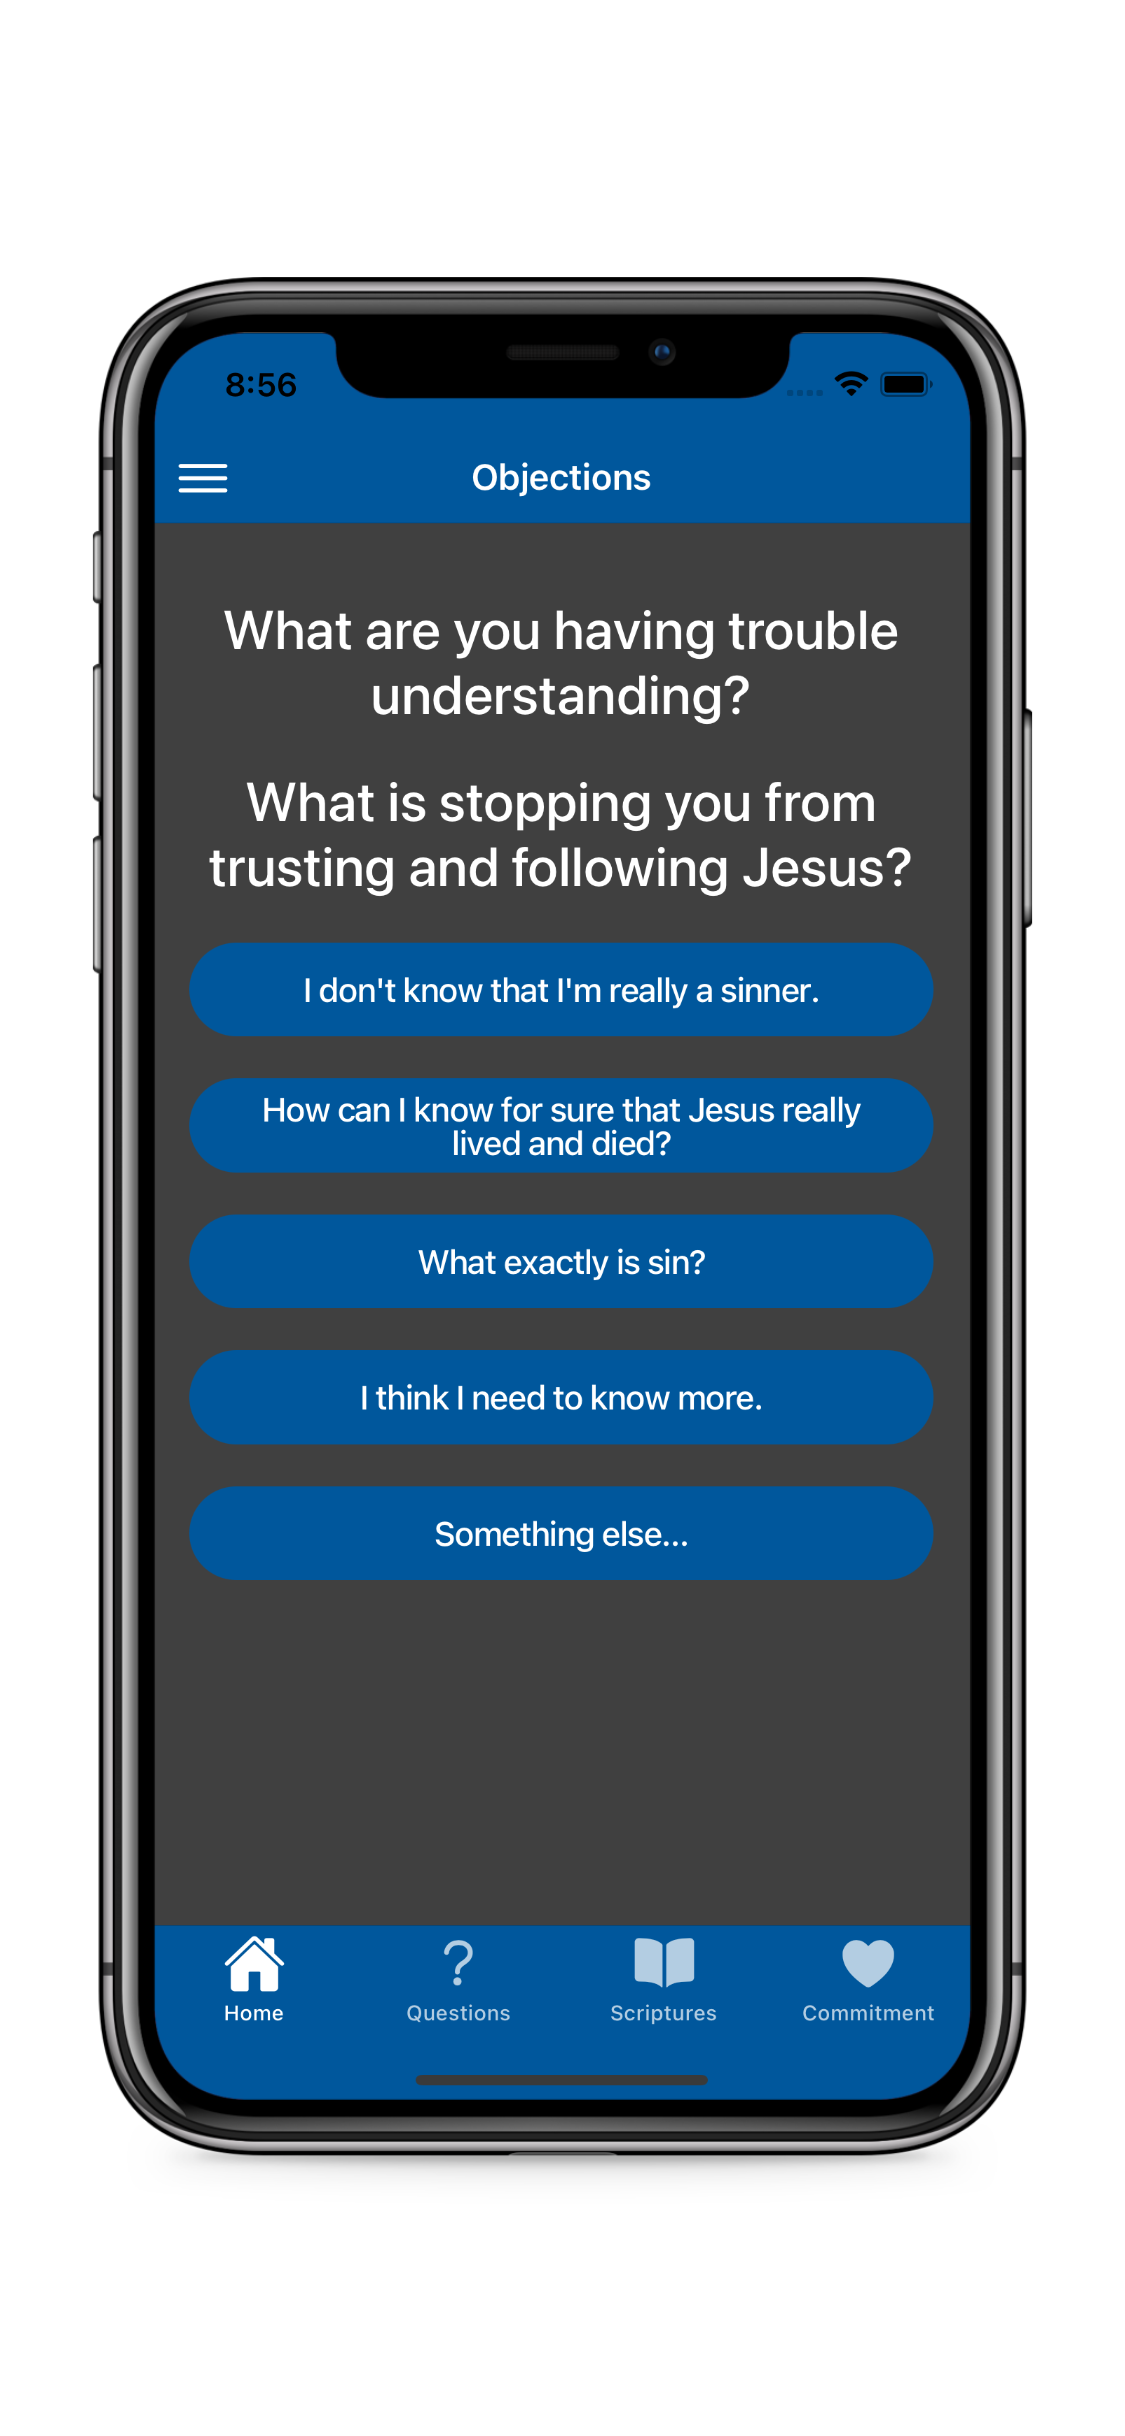 8:56
Objections
What are you having trouble
understanding?
What is stopping you from
trusting and following Jesus?
I don't know that I'm really a sinner.
How can I know for sure that Jesus really
lived and died?
What exactly is sin?
I think I need to know more.
Something else...
Home
Questions
Scriptures
Commitment